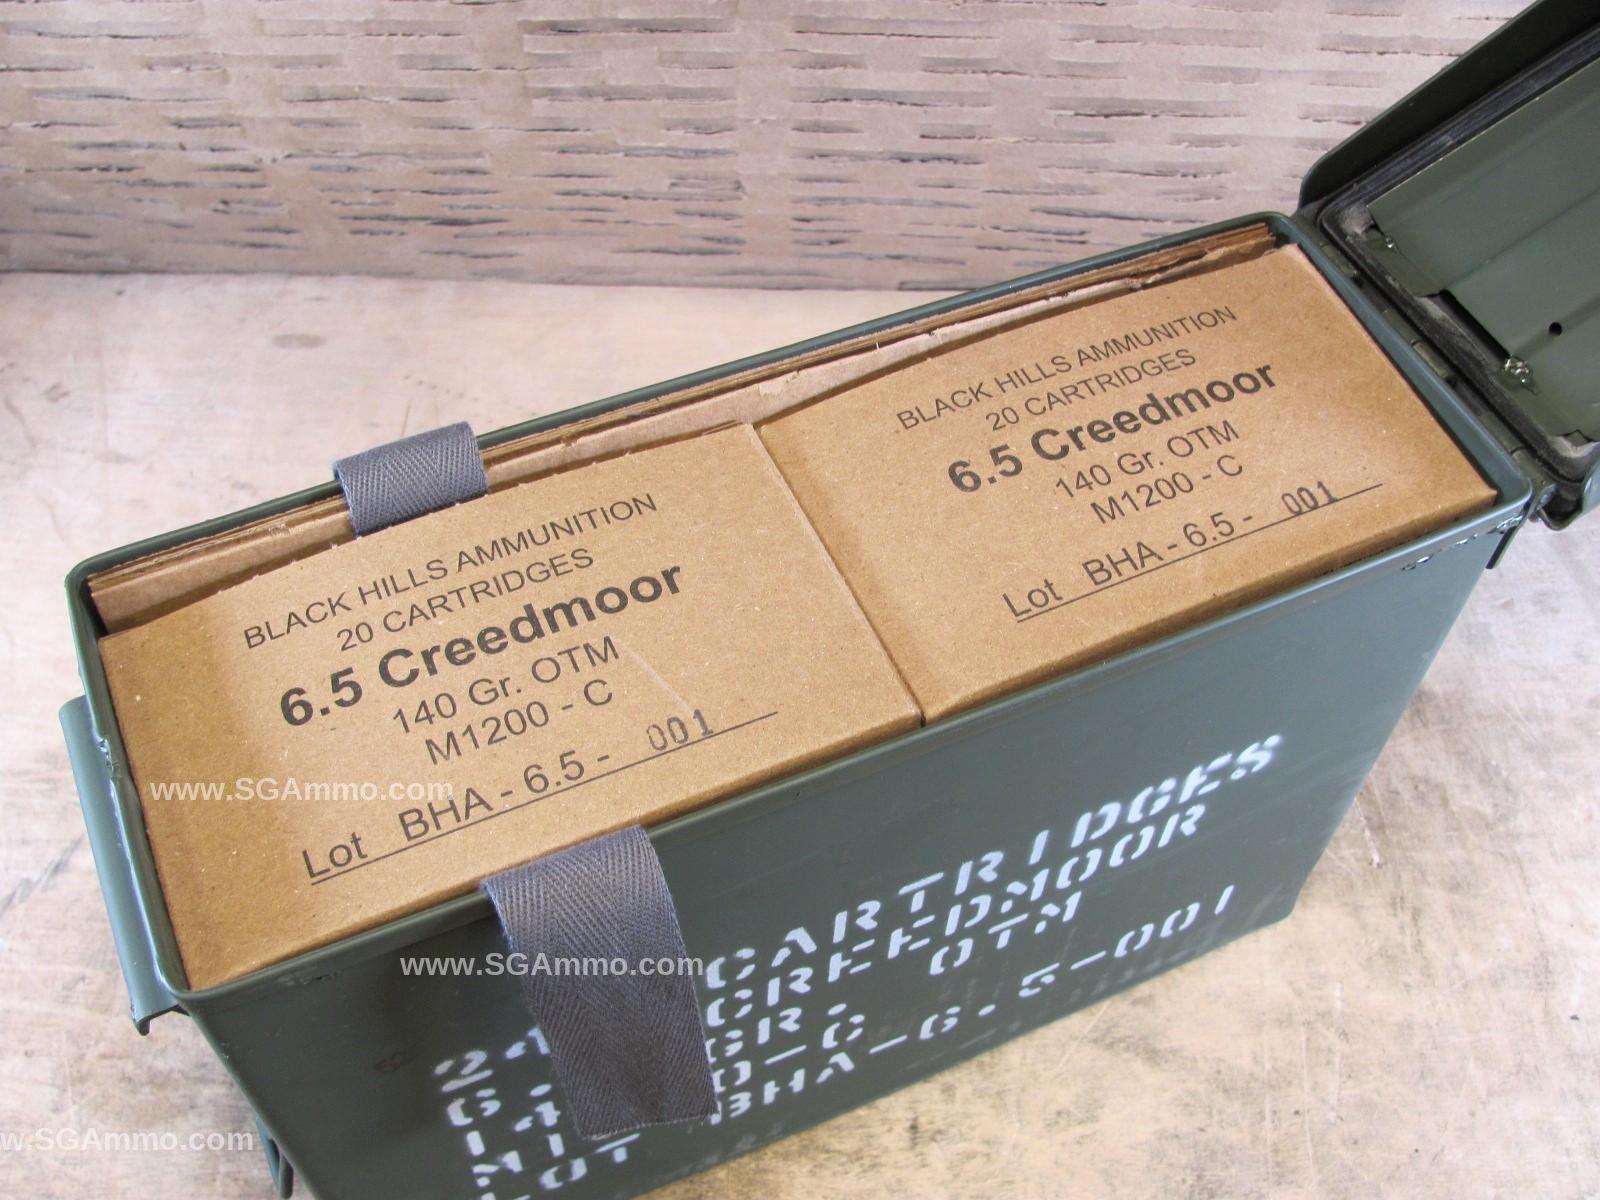 BLACK HILLS AMMUNITION
20 CARTRIDGES
6.5 Creedmoor
140 Gr. OTM
M1200 - C
Lot BHA - 6.5 - 001
BLACK HILLS AMMUNITION
20 CARTRIDGES
6.5 Creedmoor
140 Gr. OTM
M1200 - C
Lot BHA - 6.5 - 001
www.SGAmmo.com
www.SGAmmo.com
w.SGAmmo.com
CARTRIDGES
CREEDMOOR
GR. OTM
LOT BHA-6.5-001